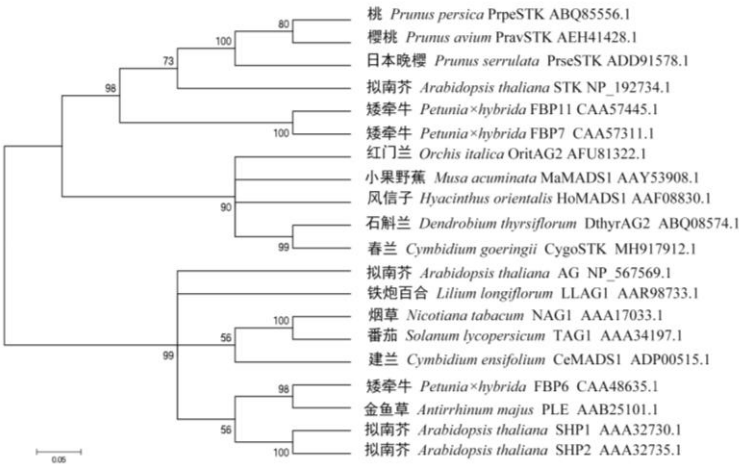 桃 Prunus persica PrpeSTK ABQ85556.1
80
樱桃 Prunus avium PravSTK AEH41428.1
100
日本晚樱 Prunus serrulata PrseSTK ADD91578.1
73
拟南芥 Arabidopsis thaliana STK NP_192734.1
98
矮牵牛 Petunia×hybrida FBP11 CAA57445.1
矮牵牛 Petunia×hybrida FBP7 CAA57311.1
100
红门兰 Orchis italica OritAG2 AFU81322.1
小果野蕉 Musa acuminata MaMADS1 AAY53908.1
风信子 Hyacinthus orientalis HoMADS1 AAF08830.1
90
石斛兰 Dendrobium thyrsiflorum DthyrAG2 ABQ08574.1
春兰 Cymbidium goeringii CygoSTK MH917912.1
99
拟南芥 Arabidopsis thaliana AG NP_567569.1
铁炮百合 Lilium longiflorum LLAG1 AAR98733.1
烟草 Nicotiana tabacum NAG1 AAA17033.1
100
番茄 Solanum lycopersicum TAG1 AAA34197.1
56
99
建兰 Cymbidium ensifolium CeMADS1 ADP00515.1
矮牵牛 Petunia×hybrida FBP6 CAA48635.1
98
金鱼草 Antirrhinum majus PLE AAB25101.1
56
拟南芥 Arabidopsis thaliana SHP1 AAA32730.1
拟南芥 Arabidopsis thaliana SHP2 AAA32735.1
100
0.05